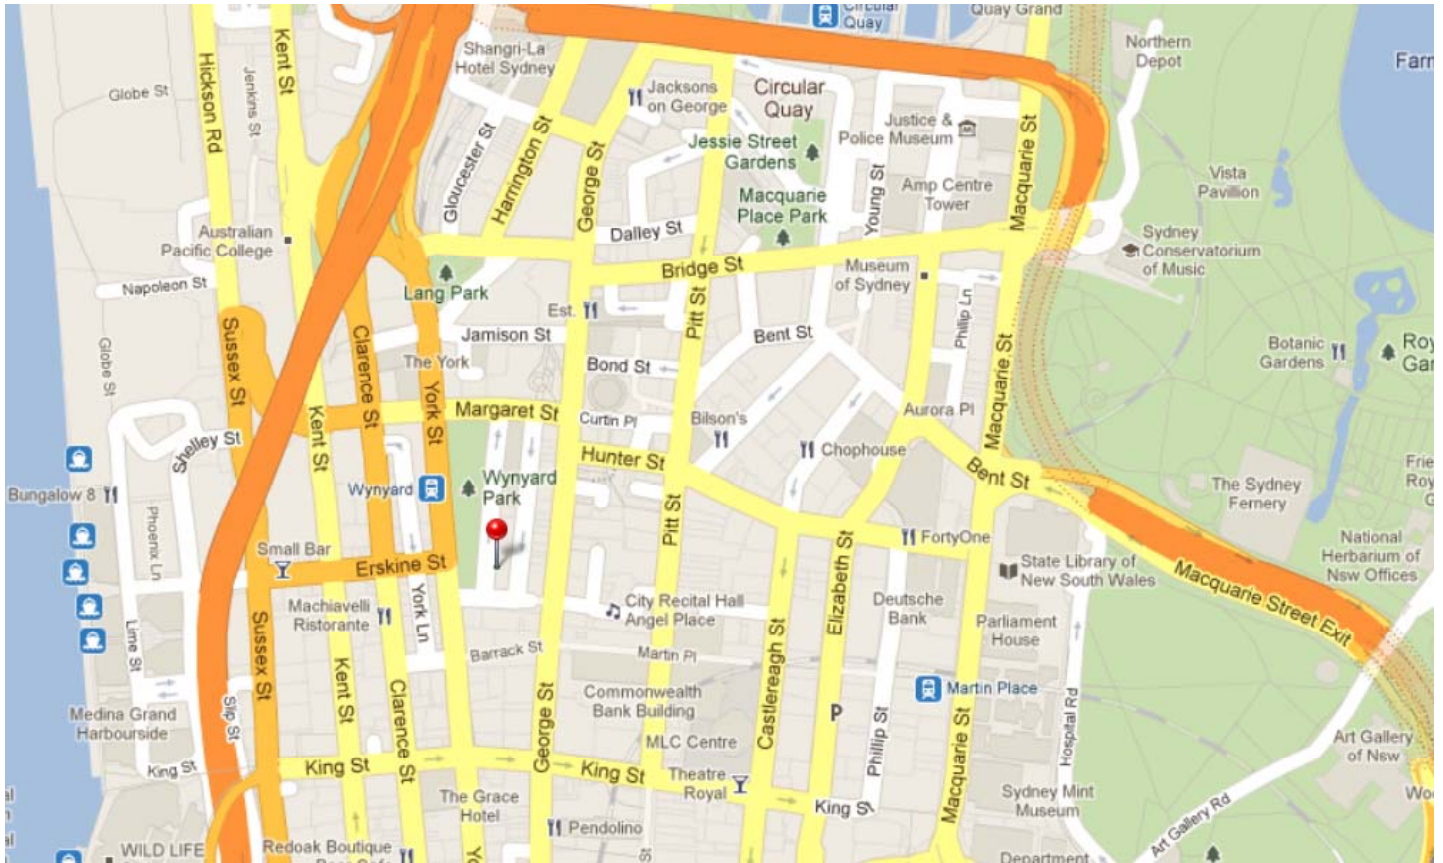 Circular
Quay
Quay Grand
Shangri-La
Hotel Sydney
Northern
Depot
Kent St
Hickson Rd
Jenkins St
Globe St
Jacksons
on George
Circular
Quay
Justice &
Police Museum
Macquarie St
Gloucester St
Harrington St
George St
Jessie Street
Gardens
Young St
Amp Centre
Tower
Vista
Pavillion
Macquarie
Place Park
Australian
Pacific College
Dalley St
Sydney
Conservatorium
of Music
Bridge St
Museum
of Sydney
Napoleon St
Lang Park
Est.
Pitt St
Phillip Ln
Sussex St
Clarence St
Jamison St
Bent St
Globe St
The York
Bond St
Macquarie St
Botanic
Gardens
York St
Margaret St
Curtin Pl
Bilson's
Aurora Pl
Kent St
Shelley St
Hunter St
Chophouse
Bent St
Bungalow 8
Wynyard
Wynyard
Park
The Sydney
Fernery
Phoenix Ln
Pitt St
Small Bar
Erskine St
Elizabeth St
FortyOne
State Library of
New South Wales
National
Herbarium of
Nsw Offices
Macquarie Street Exit
Machiavelli
Ristorante
York Ln
City Recital Hall
Angel Place
Deutsche
Bank
Parliament
House
Lime St
Sussex St
Barrack St
Martin Pl
Castlereagh St
Kent St
Clarence St
George St
Commonwealth
Bank Building
Martin Place
P
Medina Grand
Harbourside
Slip St
MLC Centre
Phillip St
Macquarie St
Hospital Rd
Art Gallery
of Nsw
King St
King St
King St
Theatre
Royal
King St
The Grace
Hotel
Sydney Mint
Museum
Pendolino
Art Gallery Rd
WILD LIFE
Redoak Boutique
St
Department